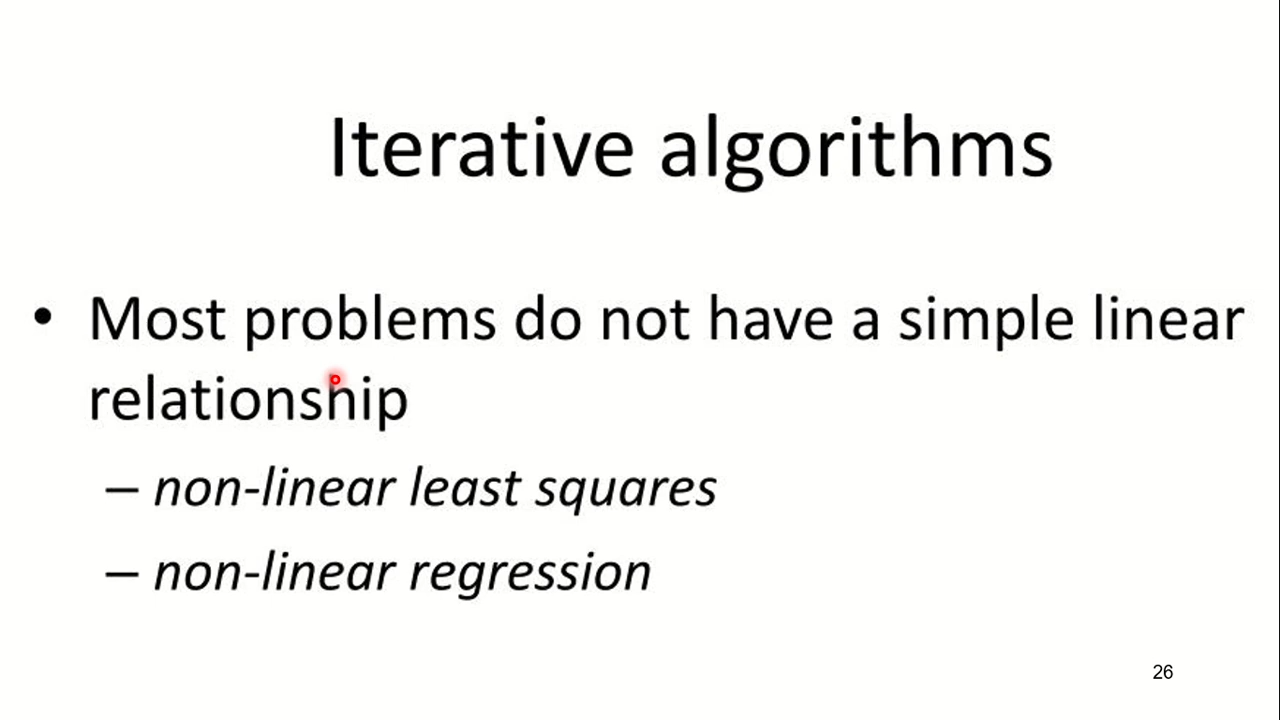 Iterative algorithms
• Most problems do not have a simple linear
relationship
– non-linear least squares
– non-linear regression
26